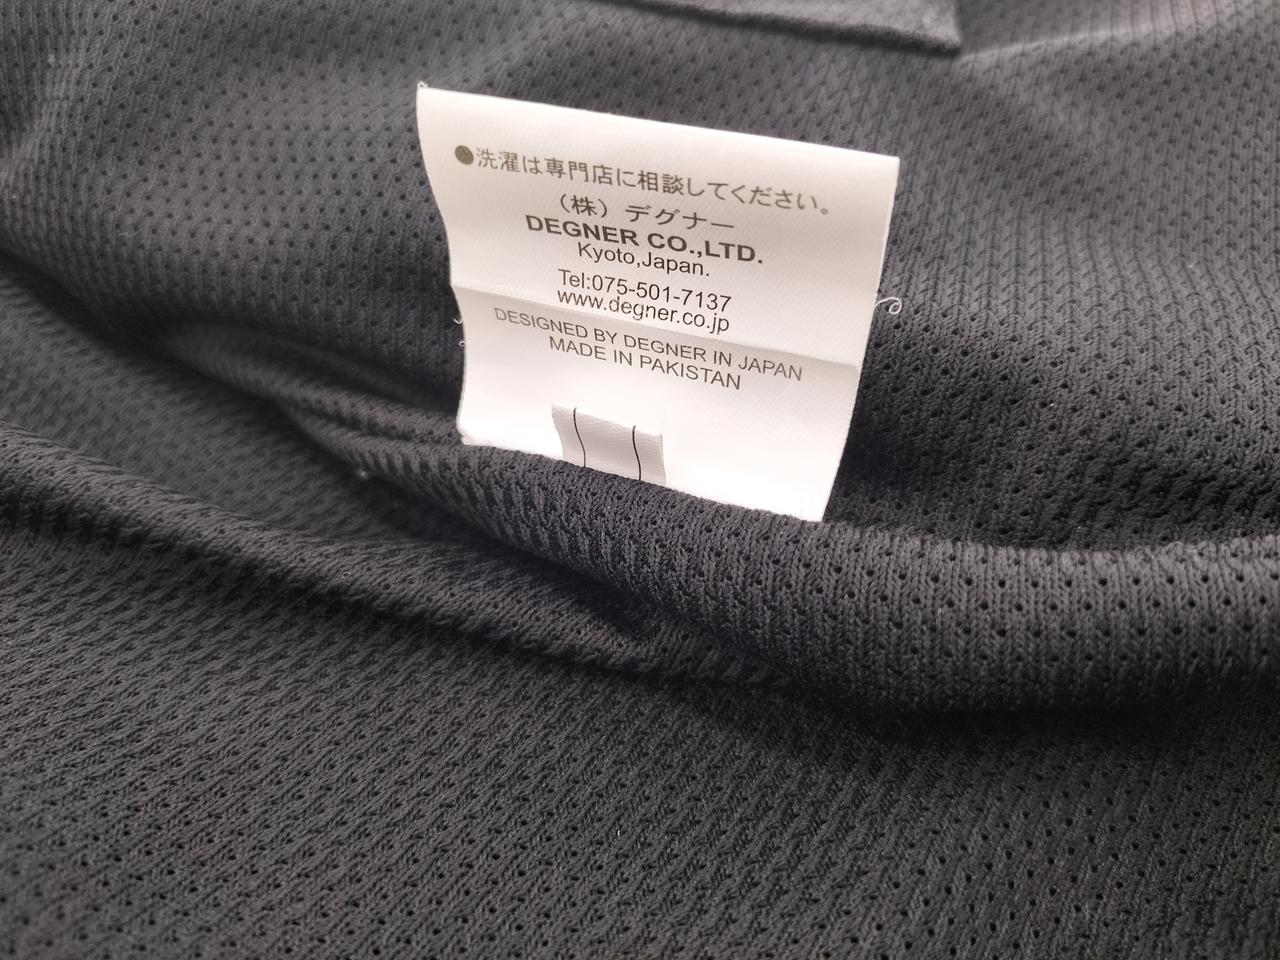 ●洗濯は専門店に相談してください。
（株）デグナー
DEGNER CO.,LTD.
Kyoto,Japan.
Tel:075-501-7137
www.degner.co.jp
DESIGNED BY DEGNER IN JAPAN
MADE IN PAKISTAN